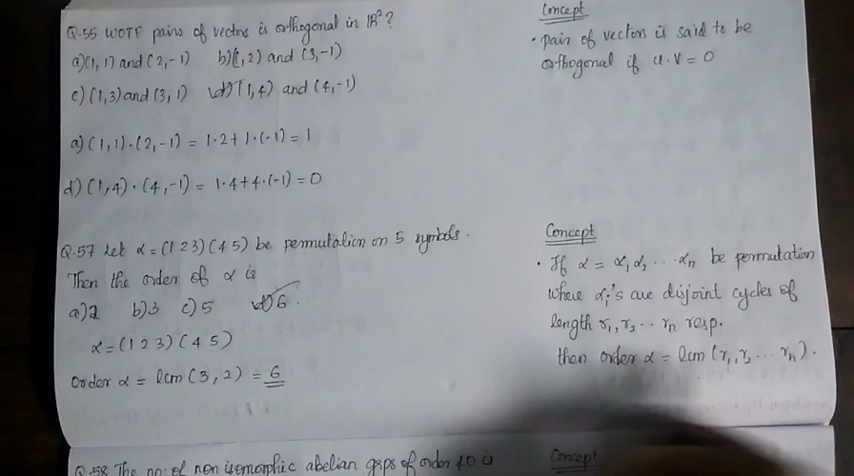 Q.55 WOTF pairs of vectors is orthogonal in R²?
a) (1, 1) and (2, -1) b) (1, 2) and (3, -1)
c) (1, 3) and (3, 1) d) (1, 4) and (4, -1)
a) (1, 1) · (2, -1) = 1·2 + 1·(-1) = 1
d) (1, 4) · (4, -1) = 1·4 + 4·(-1) = 0
Concept
• Pair of vectors is said to be
orthogonal if u·v = 0
Q.57 Let α = (1 2 3) (4 5) be permutation on 5 symbols.
Then the order of α is
a) 2 b) 3 c) 5 d) 6.
α = (1 2 3) (4 5)
Order α = lcm (3, 2) = 6
Concept
• If α = α₁ α₂ ... αn be permutation
where αi's are disjoint cycles of
length r₁, r₂ .. rn resp.
then order α = lcm (r₁, r₂ ... rn).
Q.58 The no. of non isomorphic abelian grps of order 40 is
Concept